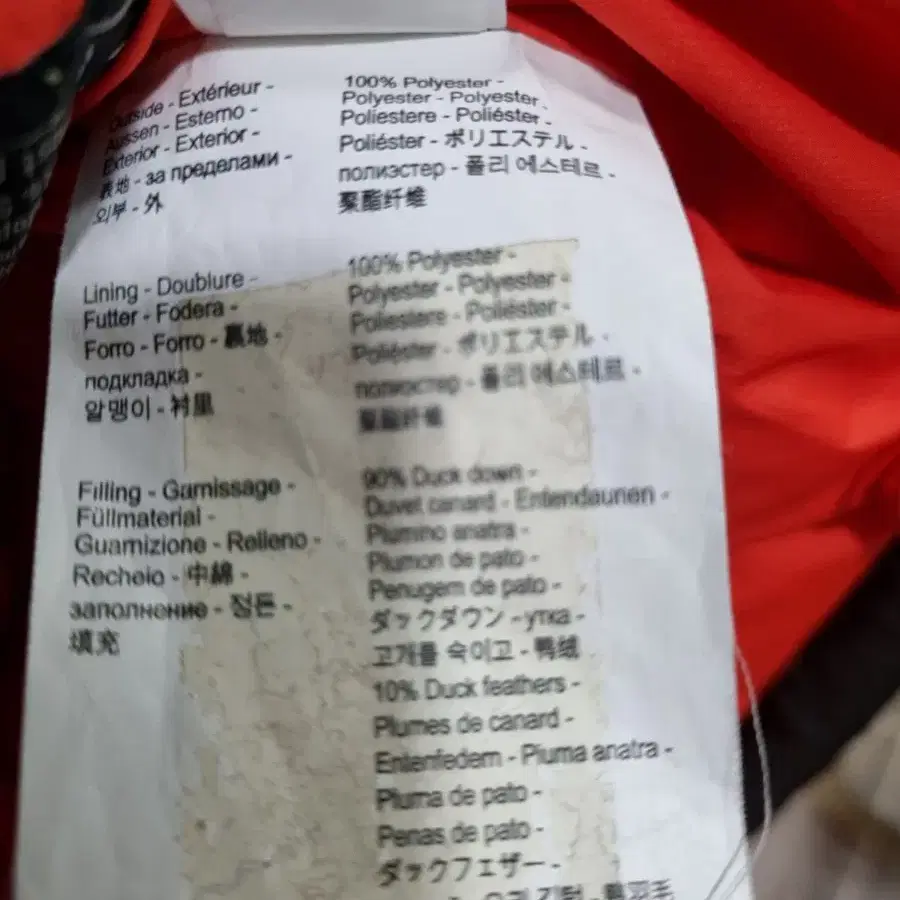 Outside - Extérieur -
Aussen - Esterno -
Exterior - Exterior -
表地 - за пределами -
외부 - 外
100% Polyester -
Polyester - Polyester -
Poliestere - Poliéster -
Poliéster - ポリエステル -
полиэстер -폴리 에스테르 -
聚酯纤维
Lining - Doublure -
Futter - Fodera -
Forro - Forro - 裏地 -
подкладка -
알맹이 - 衬里
100% Polyester -
Polyester - Polyester -
Poliestere - Poliéster -
Poliéster - ポリエステル -
полиэстер - 폴리 에스테르 -
聚酯纤维
Filling - Garnissage -
Füllmaterial -
Guarnizione - Relleno -
Recheio - 中綿 -
заполнение - 정돈 -
填充
90% Duck down -
Duvet canard - Entendaunen -
Piumino anatra -
Plumon de pato -
Penugem de pato -
ダックダウン - утка -
고개를 숙이고 - 鸭绒
10% Duck feathers -
Plumes de canard -
Entenfedern - Piuma anatra -
Pluma de pato -
Penas de pato -
ダックフェザー -